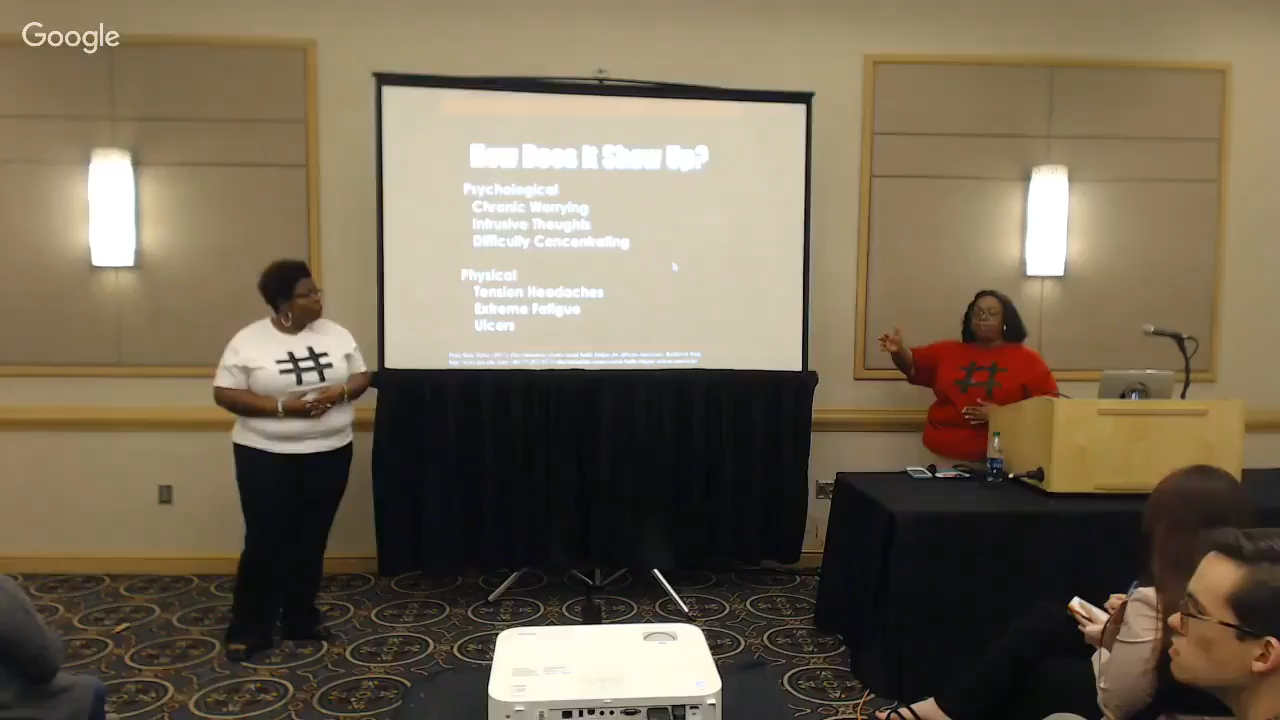 Google
How Does It Show Up?
Psychological
Chronic Worrying
Intrusive Thoughts
Difficulty Concentrating
Physical
Tension Headaches
Extreme Fatigue
Ulcers
#
#